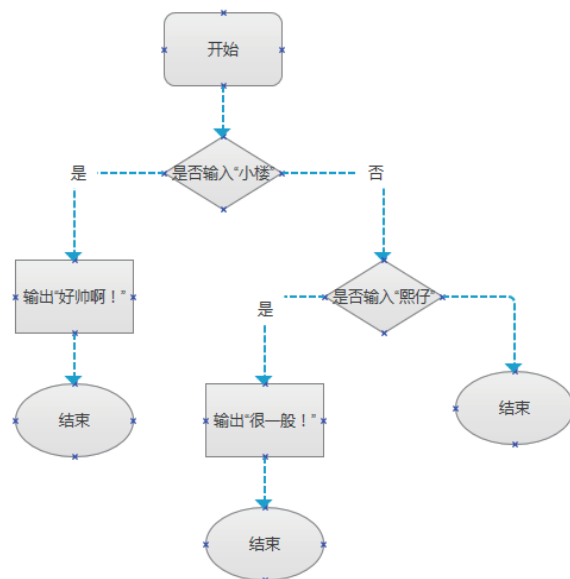 开始
是否输入“小楼”
是
否
输出“好帅啊！”
是否输入“熙仔”
是
结束
输出“很一般！”
结束
结束